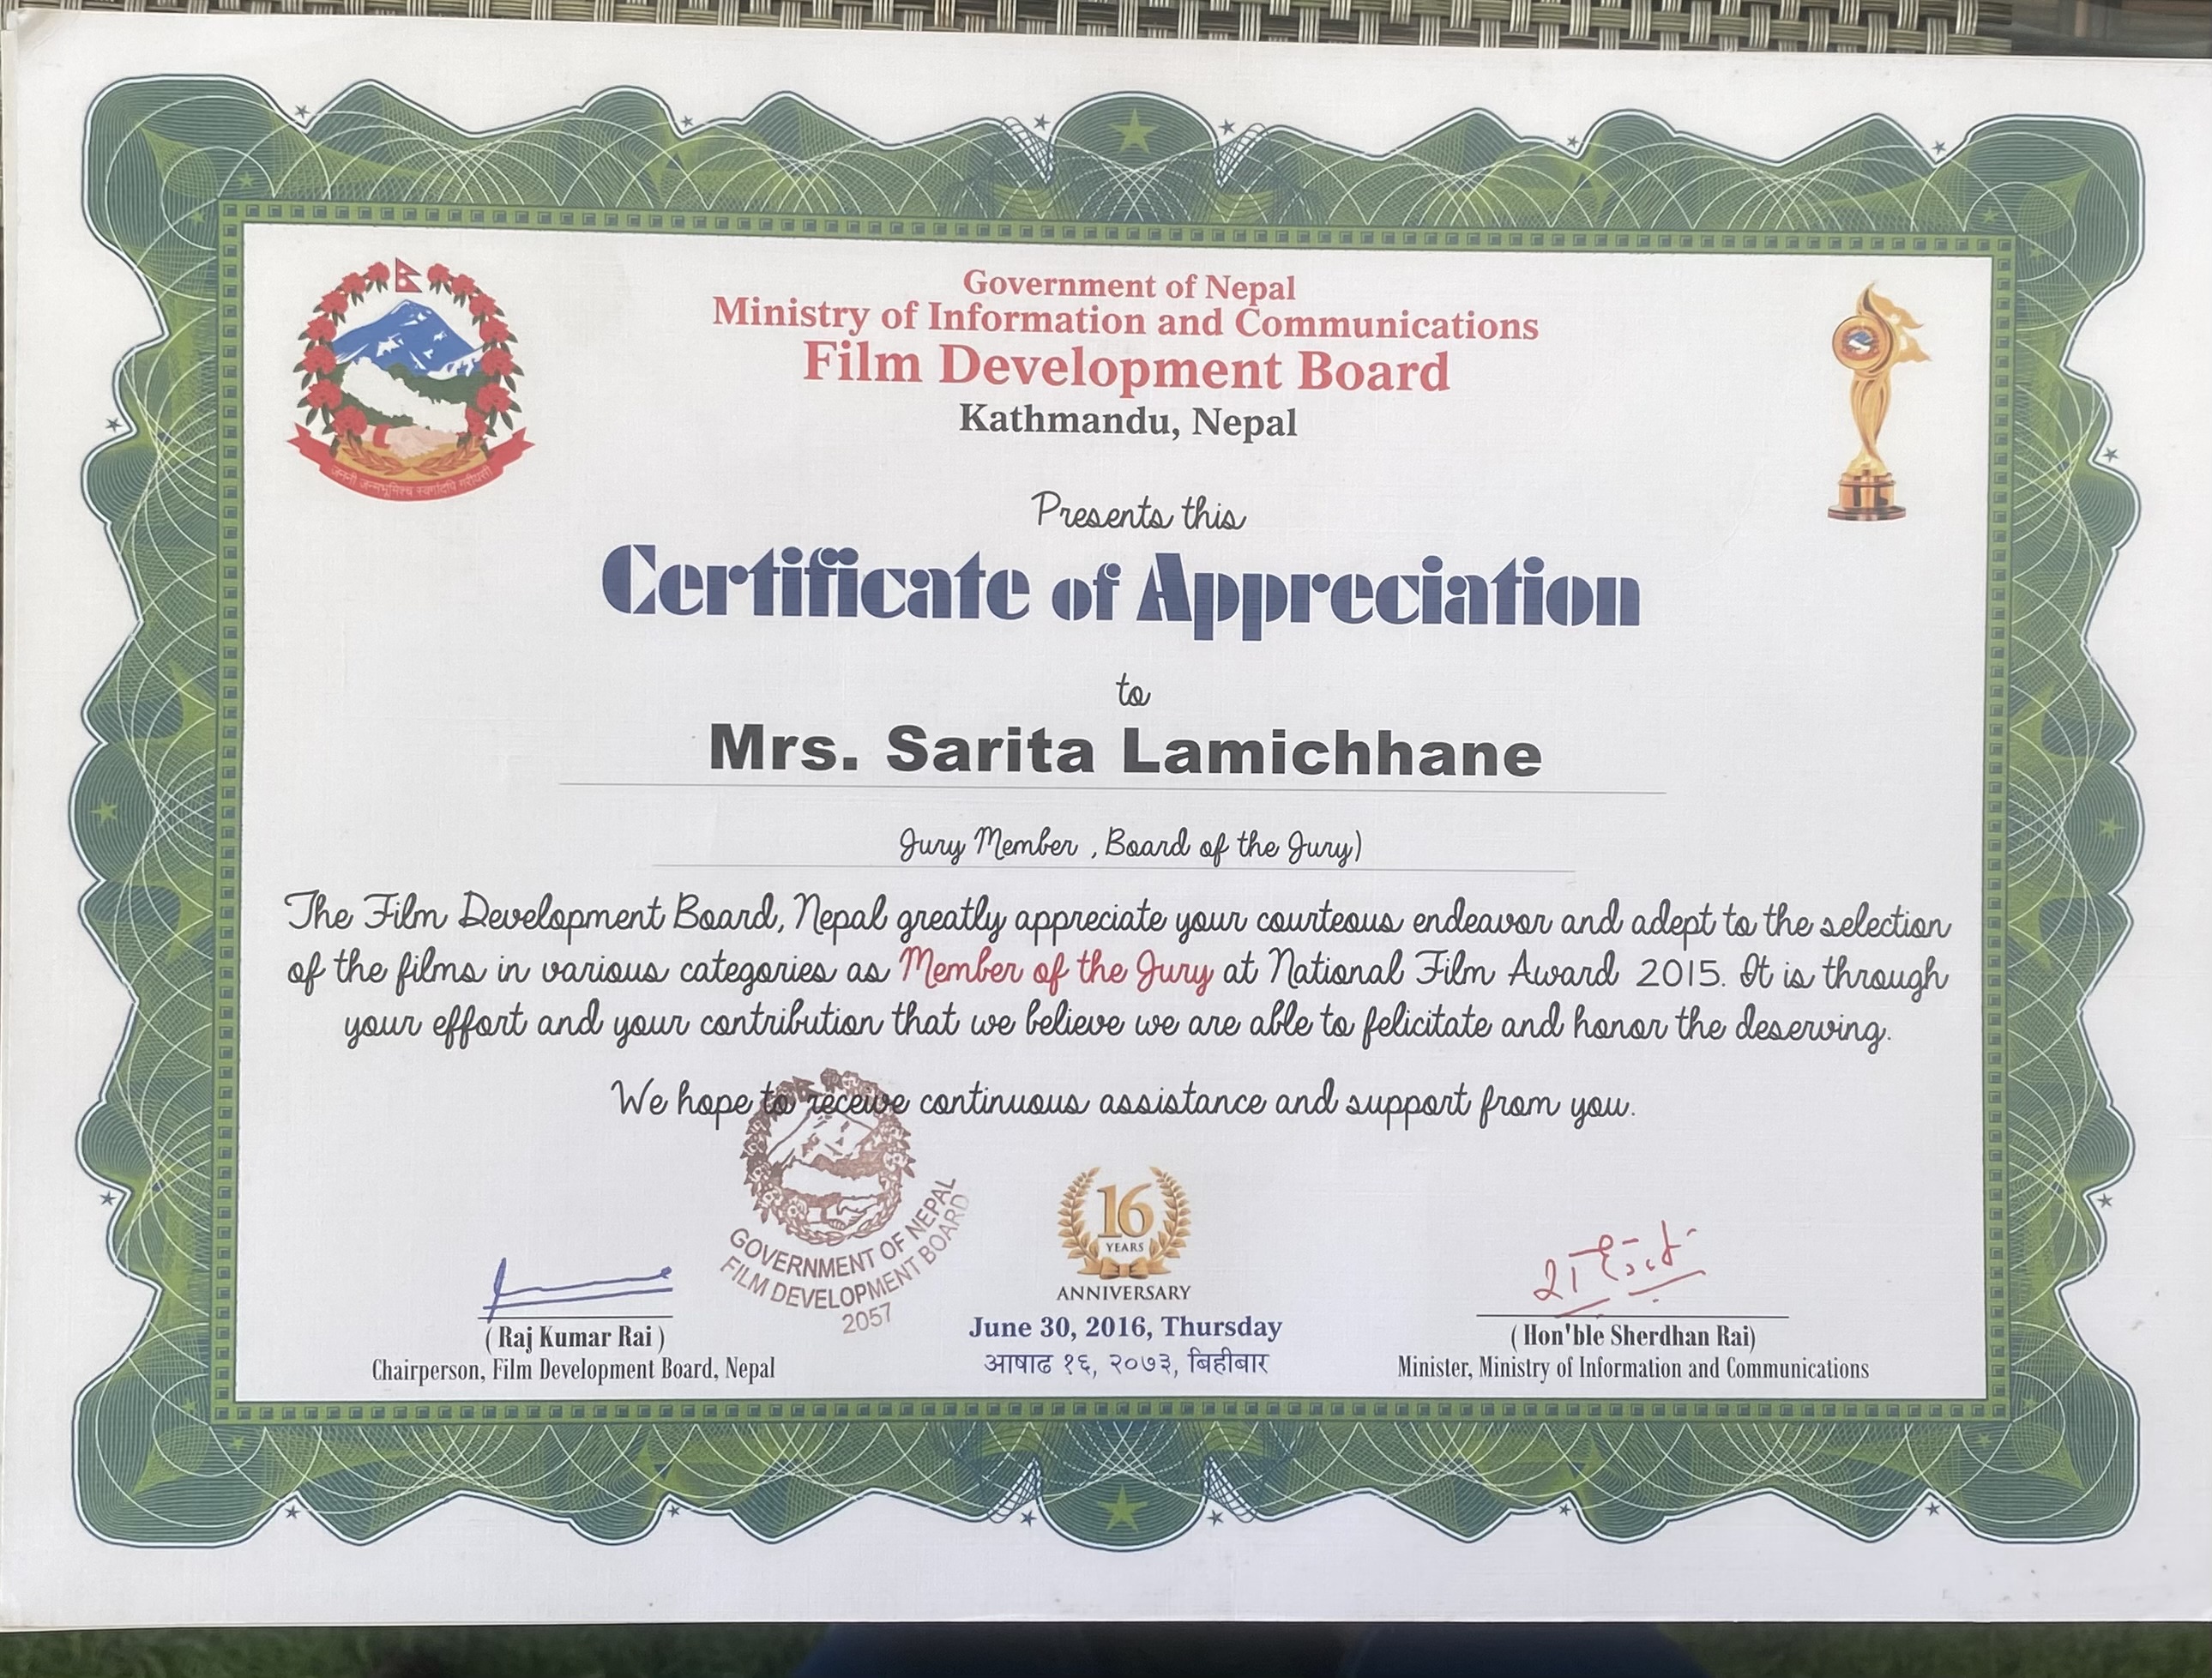 Government of Nepal
Ministry of Information and Communications
Film Development Board
Kathmandu, Nepal
जननी जन्मभूमिश्च स्वर्गादपि गरीयसी
Presents this
Certificate of Appreciation
to
Mrs. Sarita Lamichhane
Jury Member , Board of the Jury)
The Film Development Board, Nepal greatly appreciate your courteous endeavor and adept to the selection
of the films in various categories as Member of the Jury at National Film Award 2015. It is through
your effort and your contribution that we believe we are able to felicitate and honor the deserving.
We hope to receive continuous assistance and support from you.
GOVERNMENT OF NEPAL
FILM DEVELOPMENT BOARD
2057
16
YEARS
ANNIVERSARY
June 30, 2016, Thursday
आषाढ १६, २०७३, बिहीबार
( Raj Kumar Rai )
Chairperson, Film Development Board, Nepal
( Hon'ble Sherdhan Rai)
Minister, Ministry of Information and Communications